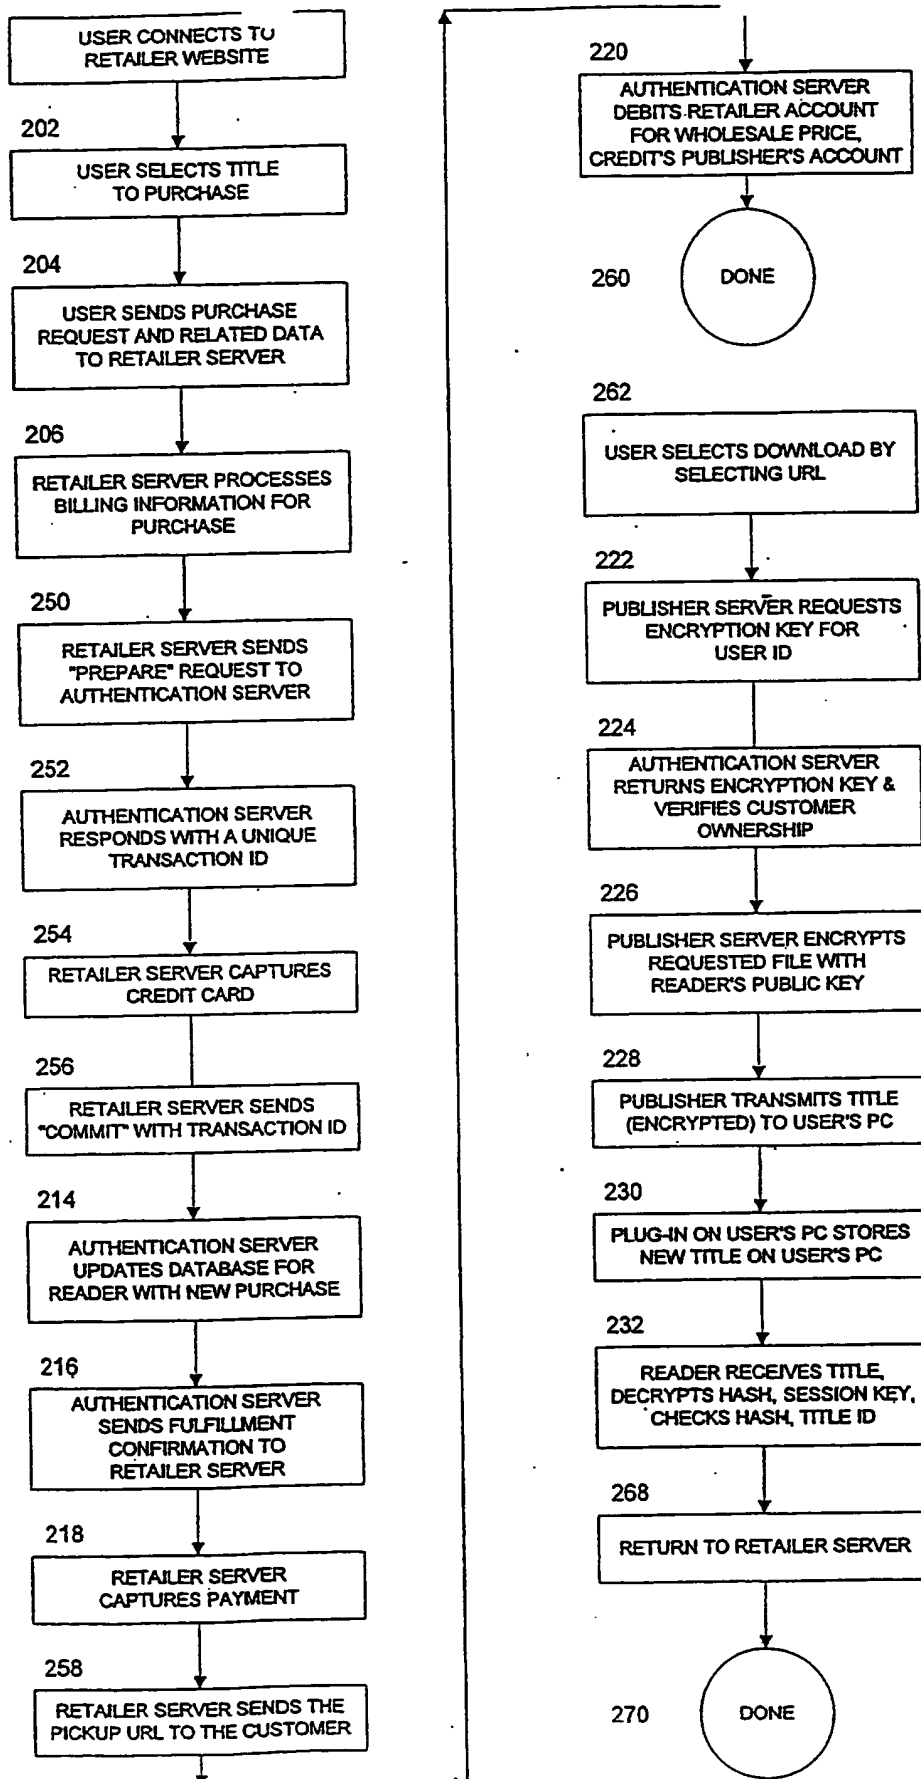 USER CONNECTS TO
RETAILER WEBSITE
202
USER SELECTS TITLE
TO PURCHASE
204
USER SENDS PURCHASE
REQUEST AND RELATED DATA
TO RETAILER SERVER
206
RETAILER SERVER PROCESSES
BILLING INFORMATION FOR
PURCHASE
250
RETAILER SERVER SENDS
"PREPARE" REQUEST TO
AUTHENTICATION SERVER
252
AUTHENTICATION SERVER
RESPONDS WITH A UNIQUE
TRANSACTION ID
254
RETAILER SERVER CAPTURES
CREDIT CARD
256
RETAILER SERVER SENDS
"COMMIT" WITH TRANSACTION ID
214
AUTHENTICATION SERVER
UPDATES DATABASE FOR
READER WITH NEW PURCHASE
216
AUTHENTICATION SERVER
SENDS FULFILLMENT
CONFIRMATION TO
RETAILER SERVER
218
RETAILER SERVER
CAPTURES PAYMENT
258
RETAILER SERVER SENDS THE
PICKUP URL TO THE CUSTOMER
220
AUTHENTICATION SERVER
DEBITS RETAILER ACCOUNT
FOR WHOLESALE PRICE,
CREDIT'S PUBLISHER'S ACCOUNT
260
DONE
262
USER SELECTS DOWNLOAD BY
SELECTING URL
222
PUBLISHER SERVER REQUESTS
ENCRYPTION KEY FOR
USER ID
224
AUTHENTICATION SERVER
RETURNS ENCRYPTION KEY &
VERIFIES CUSTOMER
OWNERSHIP
226
PUBLISHER SERVER ENCRYPTS
REQUESTED FILE WITH
READER'S PUBLIC KEY
228
PUBLISHER TRANSMITS TITLE
(ENCRYPTED) TO USER'S PC
230
PLUG-IN ON USER'S PC STORES
NEW TITLE ON USER'S PC
232
READER RECEIVES TITLE,
DECRYPTS HASH, SESSION KEY,
CHECKS HASH, TITLE ID
268
RETURN TO RETAILER SERVER
270
DONE